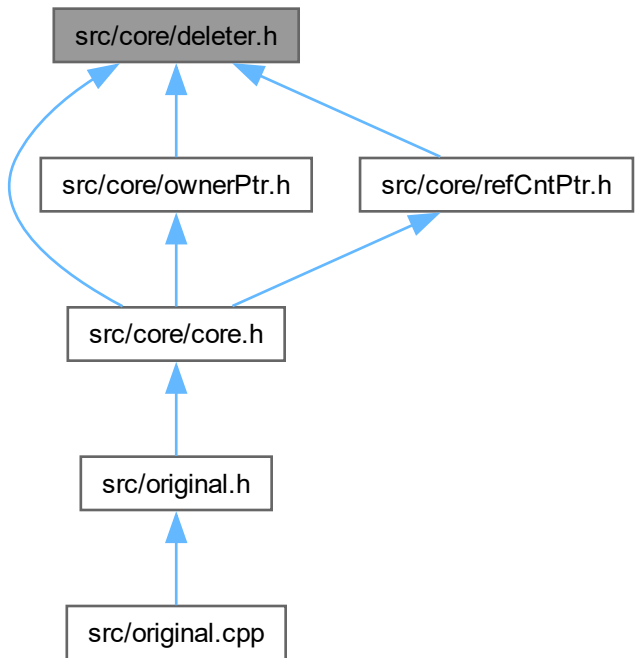 src/core/deleter.h
src/core/ownerPtr.h
src/core/refCntPtr.h
src/core/core.h
src/original.h
src/original.cpp